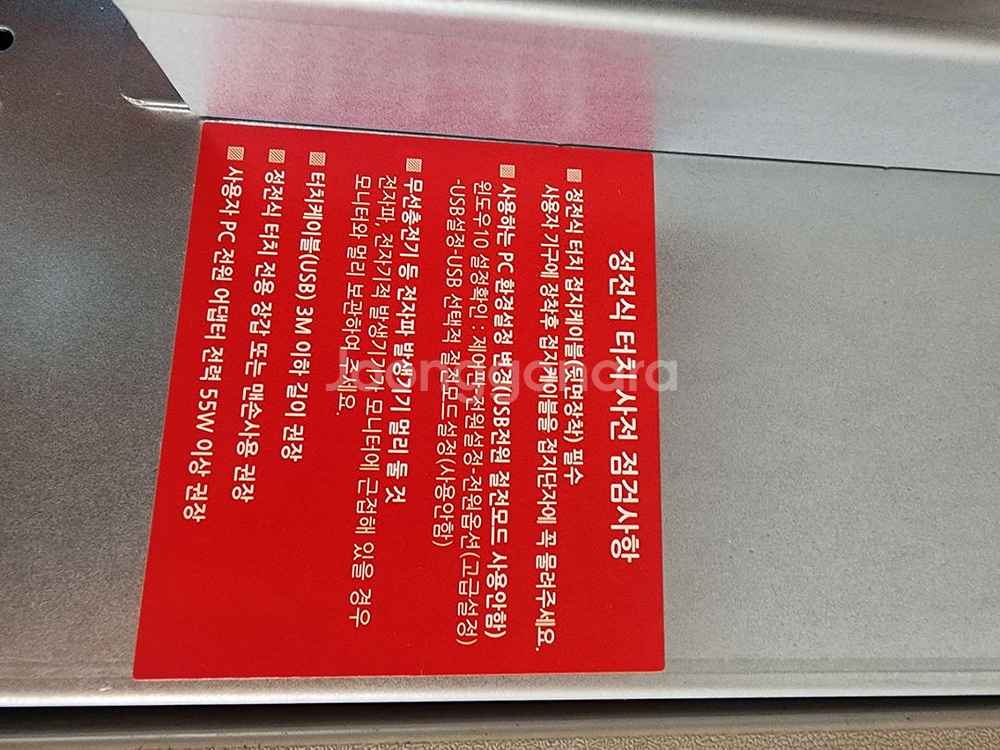 정전식 터치 사전 점검사항
정전식 터치 접지케이블(뒷면장착) 필수
사용자 기구에 장착후 접지케이블을 접지단자에 꼭 물려주세요.
사용하는 PC 환경설정 변경(USB전원 절전모드 사용안함)
윈도우10 설정확인 : 제어판-전원설정-전원옵션(고급설정)
-USB설정-USB 선택적 절전모드설정(사용안함)
무선충전기 등 전자파 발생기기 멀리 둘 것
전자파, 전자기적 발생기기가 모니터에 근접해 있을 경우
모니터와 멀리 보관하여 주세요.
터치케이블(USB) 3M 이하 길이 권장
정전식 터치 전용 장갑 또는 맨손사용 권장
사용자 PC 전원 어댑터 전력 55W 이상 권장
Joonggonara